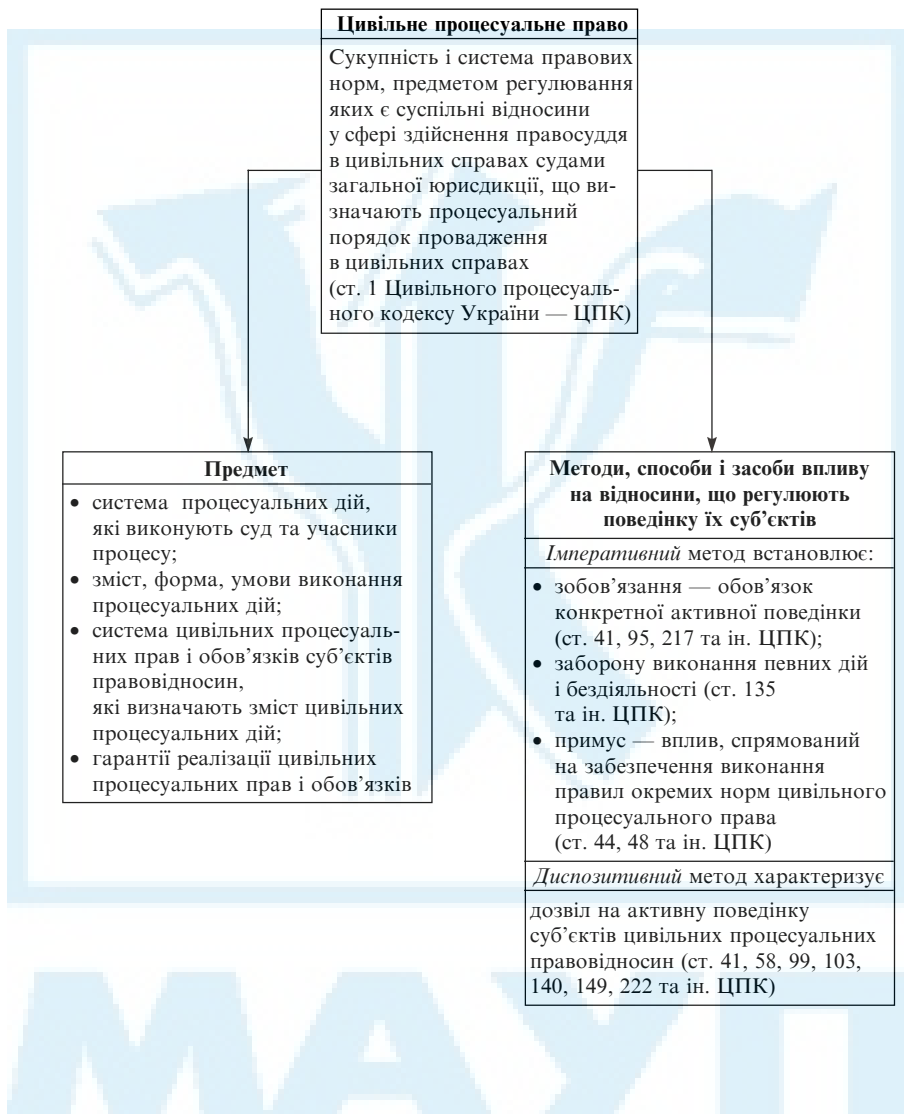 Цивільне процесуальне право
Сукупність і система правових
норм, предметом регулювання
яких є суспільні відносини
у сфері здійснення правосуддя
в цивільних справах судами
загальної юрисдикції, що ви-
значають процесуальний
порядок провадження
в цивільних справах
(ст. 1 Цивільного процесуаль-
ного кодексу України — ЦПК)
Предмет
• система процесуальних дій,
які виконують суд та учасники
процесу;
• зміст, форма, умови виконання
процесуальних дій;
• система цивільних процесуаль-
них прав і обов’язків суб’єктів
правовідносин,
які визначають зміст цивільних
процесуальних дій;
• гарантії реалізації цивільних
процесуальних прав і обов’язків
Методи, способи і засоби впливу
на відносини, що регулюють
поведінку їх суб’єктів
Імперативний метод встановлює:
• зобов’язання — обов’язок
конкретної активної поведінки
(ст. 41, 95, 217 та ін. ЦПК);
• заборону виконання певних дій
і бездіяльності (ст. 135
та ін. ЦПК);
• примус — вплив, спрямований
на забезпечення виконання
правил окремих норм цивільного
процесуального права
(ст. 44, 48 та ін. ЦПК)
Диспозитивний метод характеризує
дозвіл на активну поведінку
суб’єктів цивільних процесуальних
правовідносин (ст. 41, 58, 99, 103,
140, 149, 222 та ін. ЦПК)
МАУП